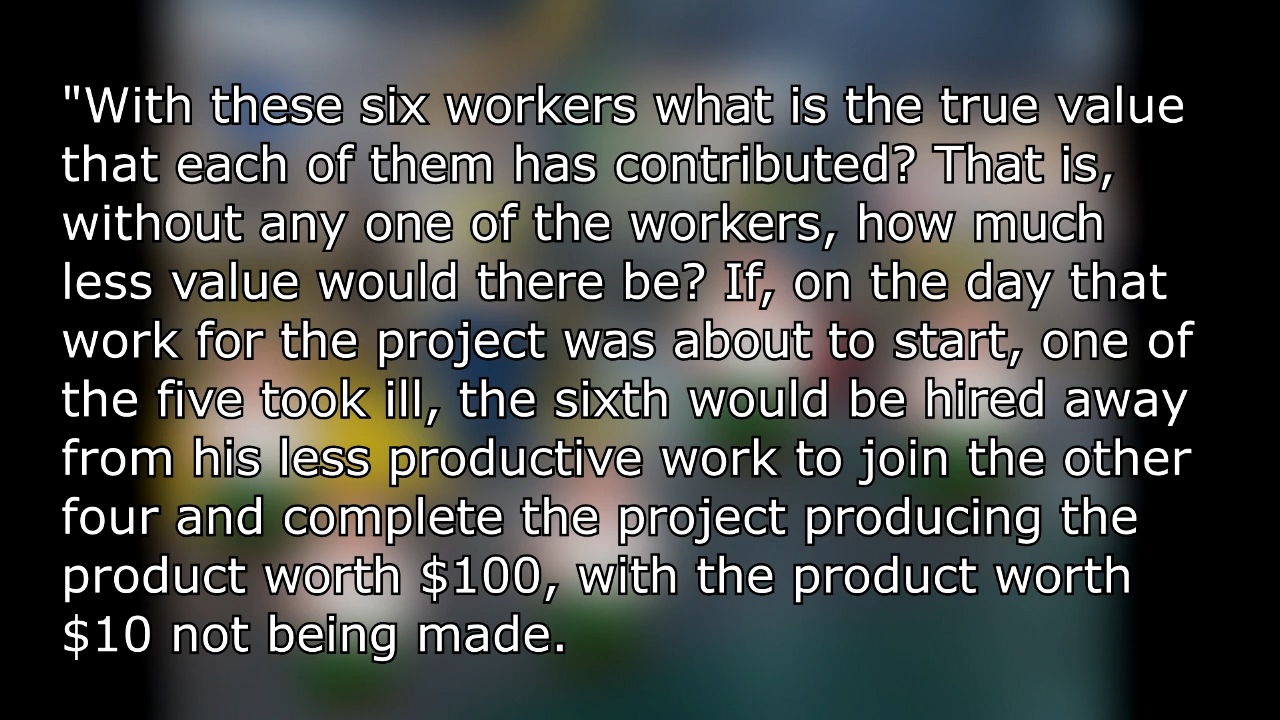 "With these six workers what is the true value
that each of them has contributed? That is,
without any one of the workers, how much
less value would there be? If, on the day that
work for the project was about to start, one of
the five took ill, the sixth would be hired away
from his less productive work to join the other
four and complete the project producing the
product worth $100, with the product worth
$10 not being made.